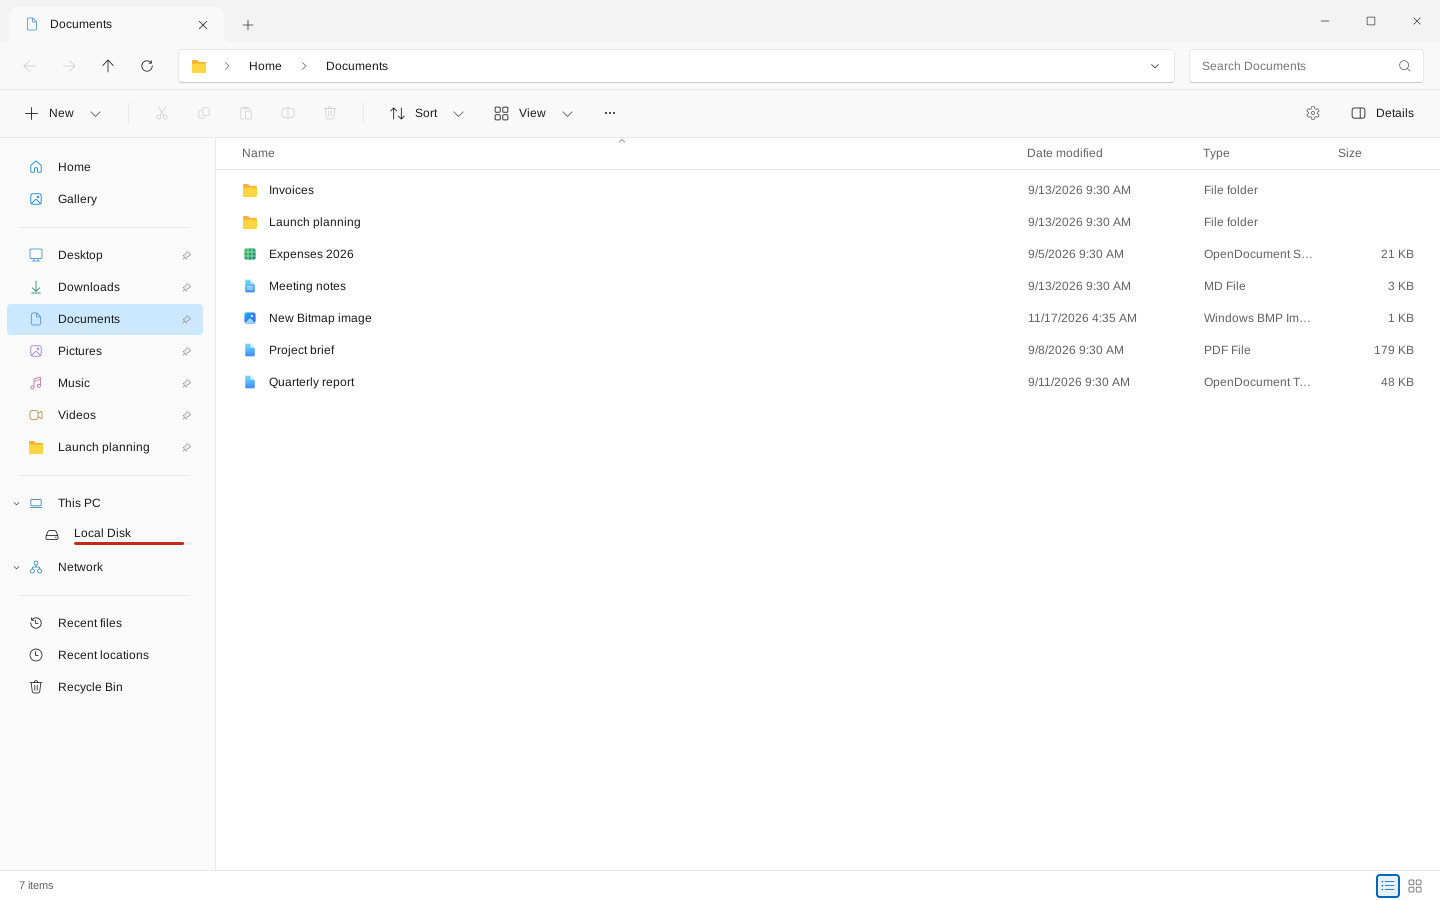 Documents
Home
Documents
Search Documents
New
Sort
View
Details
Home
Gallery
Desktop
Downloads
Documents
Pictures
Music
Videos
Launch planning
This PC
Local Disk
Network
Recent files
Recent locations
Recycle Bin
Name Date modified Type Size
Invoices 9/13/2026 9:30 AM File folder
Launch planning 9/13/2026 9:30 AM File folder
Expenses 2026 9/5/2026 9:30 AM OpenDocument S... 21 KB
Meeting notes 9/13/2026 9:30 AM MD File 3 KB
New Bitmap image 11/17/2026 4:35 AM Windows BMP Im... 1 KB
Project brief 9/8/2026 9:30 AM PDF File 179 KB
Quarterly report 9/11/2026 9:30 AM OpenDocument T... 48 KB
7 items